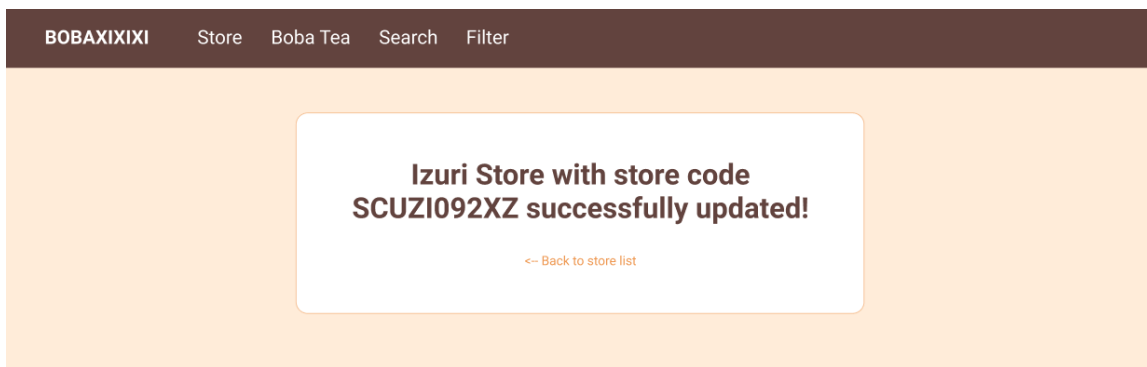 BOBAXIXIXI Store Boba Tea Search Filter
Izuri Store with store code
SCUZI092XZ successfully updated!
<-- Back to store list